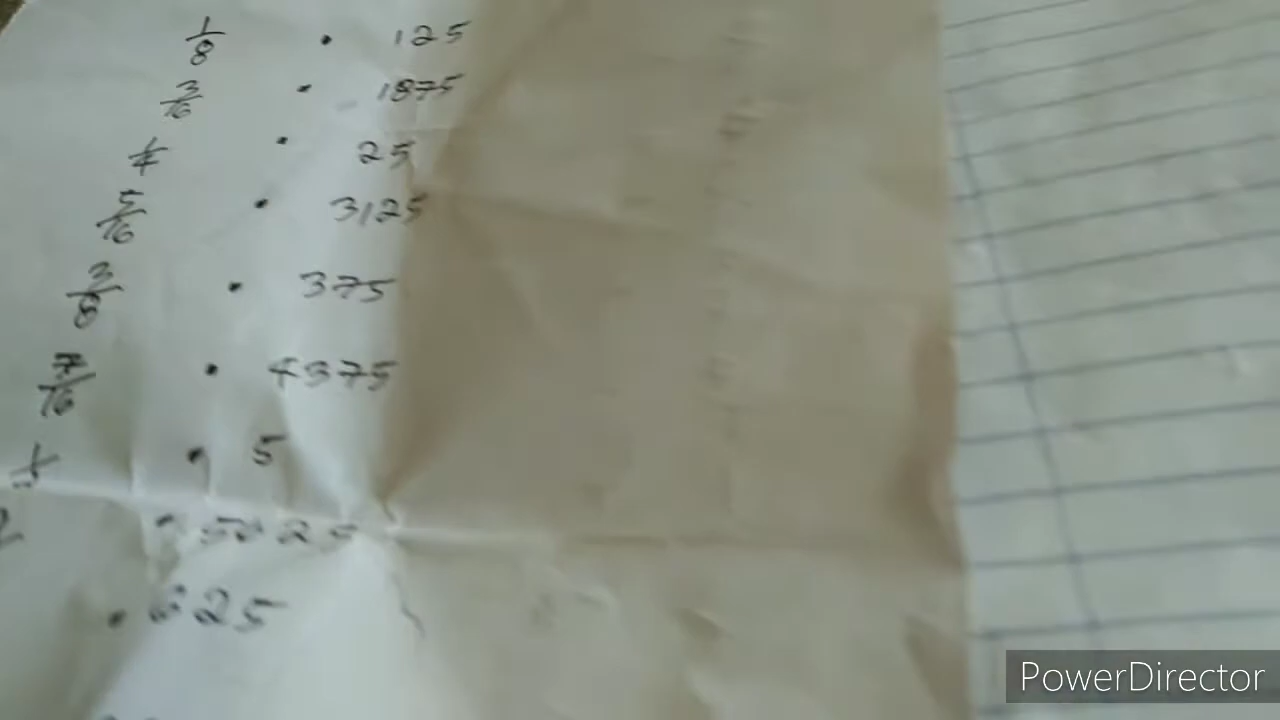 1/8 . 125
3/16 . 1875
1/4 . 25
5/16 . 3125
3/8 . 375
7/16 . 4375
1/2 . 5
. 5625
. 625
PowerDirector